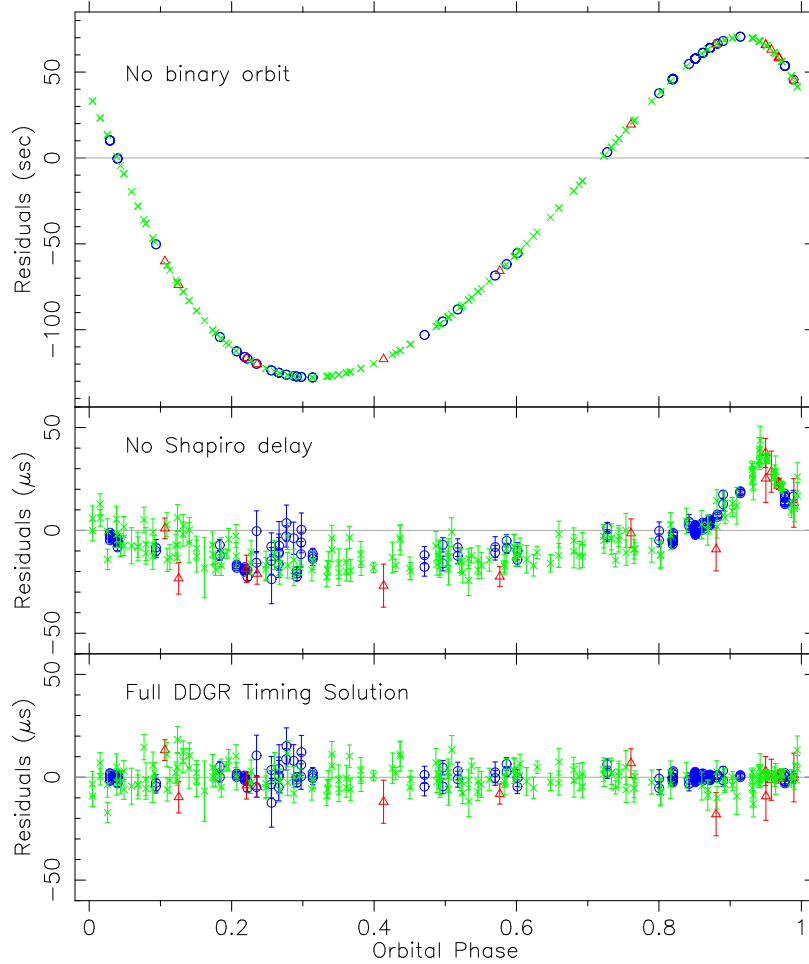 No binary orbit
Residuals (sec)
50
0
−50
−100
No Shapiro delay
Residuals (μs)
50
0
−50
Full DDGR Timing Solution
Residuals (μs)
50
0
−50
0 0.2 0.4 0.6 0.8 1
Orbital Phase